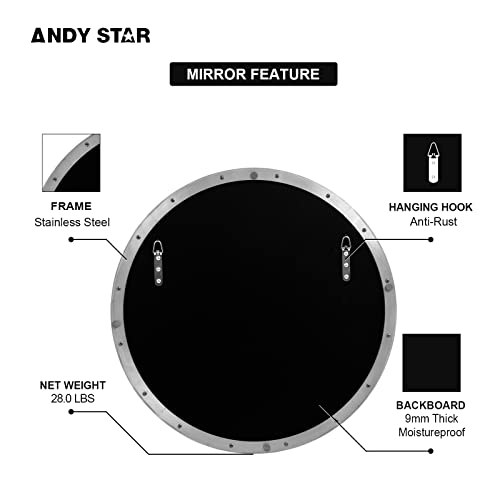 ANDY STAR
MIRROR FEATURE
FRAME
Stainless Steel
HANGING HOOK
Anti-Rust
NET WEIGHT
28.0 LBS
BACKBOARD
9mm Thick
Moistureproof